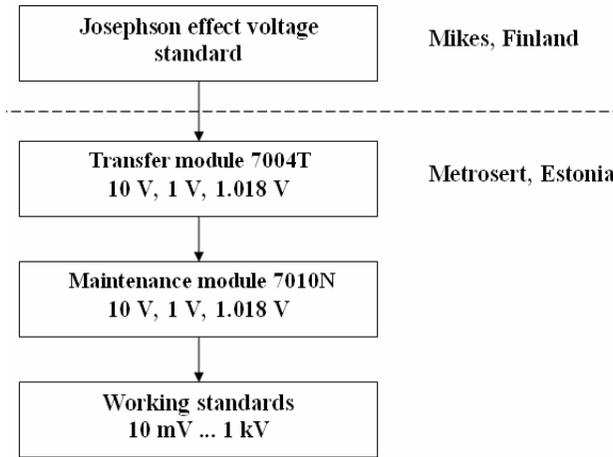 Josephson effect voltage
standard
Mikes, Finland
Transfer module 7004T
10 V, 1 V, 1.018 V
Metrosert, Estonia
Maintenance module 7010N
10 V, 1 V, 1.018 V
Working standards
10 mV ... 1 kV